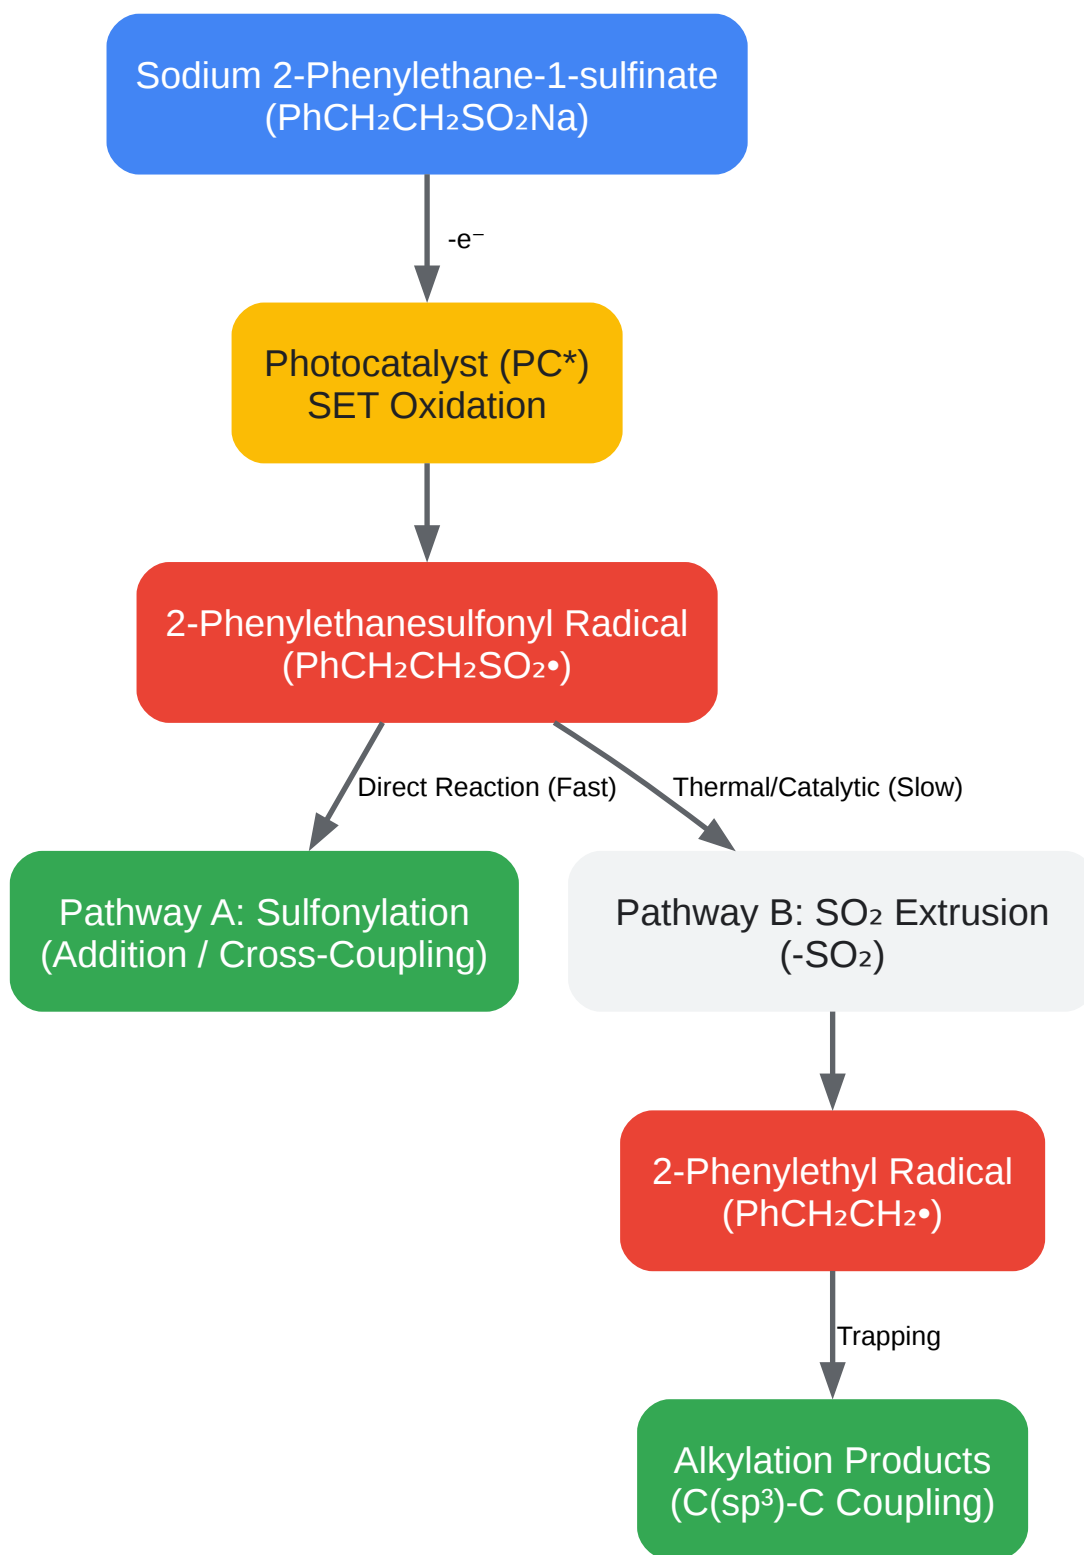 Sodium 2-Phenylethane-1-sulfinate
(PhCH₂CH₂SO₂Na)
-e⁻
Photocatalyst (PC*)
SET Oxidation
2-Phenylethanesulfonyl Radical
(PhCH₂CH₂SO₂•)
Direct Reaction (Fast)
Thermal/Catalytic (Slow)
Pathway A: Sulfonylation
(Addition / Cross-Coupling)
Pathway B: SO₂ Extrusion
(-SO₂)
2-Phenylethyl Radical
(PhCH₂CH₂•)
Trapping
Alkylation Products
(C(sp³)-C Coupling)